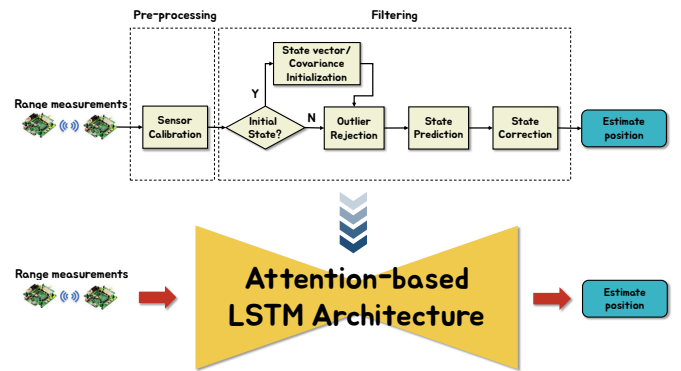 Pre-processing
Filtering
State vector/
Covariance
Initialization
Y
Range measurements
Sensor
Calibration
Initial
State?
N
Outlier
Rejection
State
Prediction
State
Correction
Estimate
position
Range measurements
Attention-based
LSTM Architecture
Estimate
position